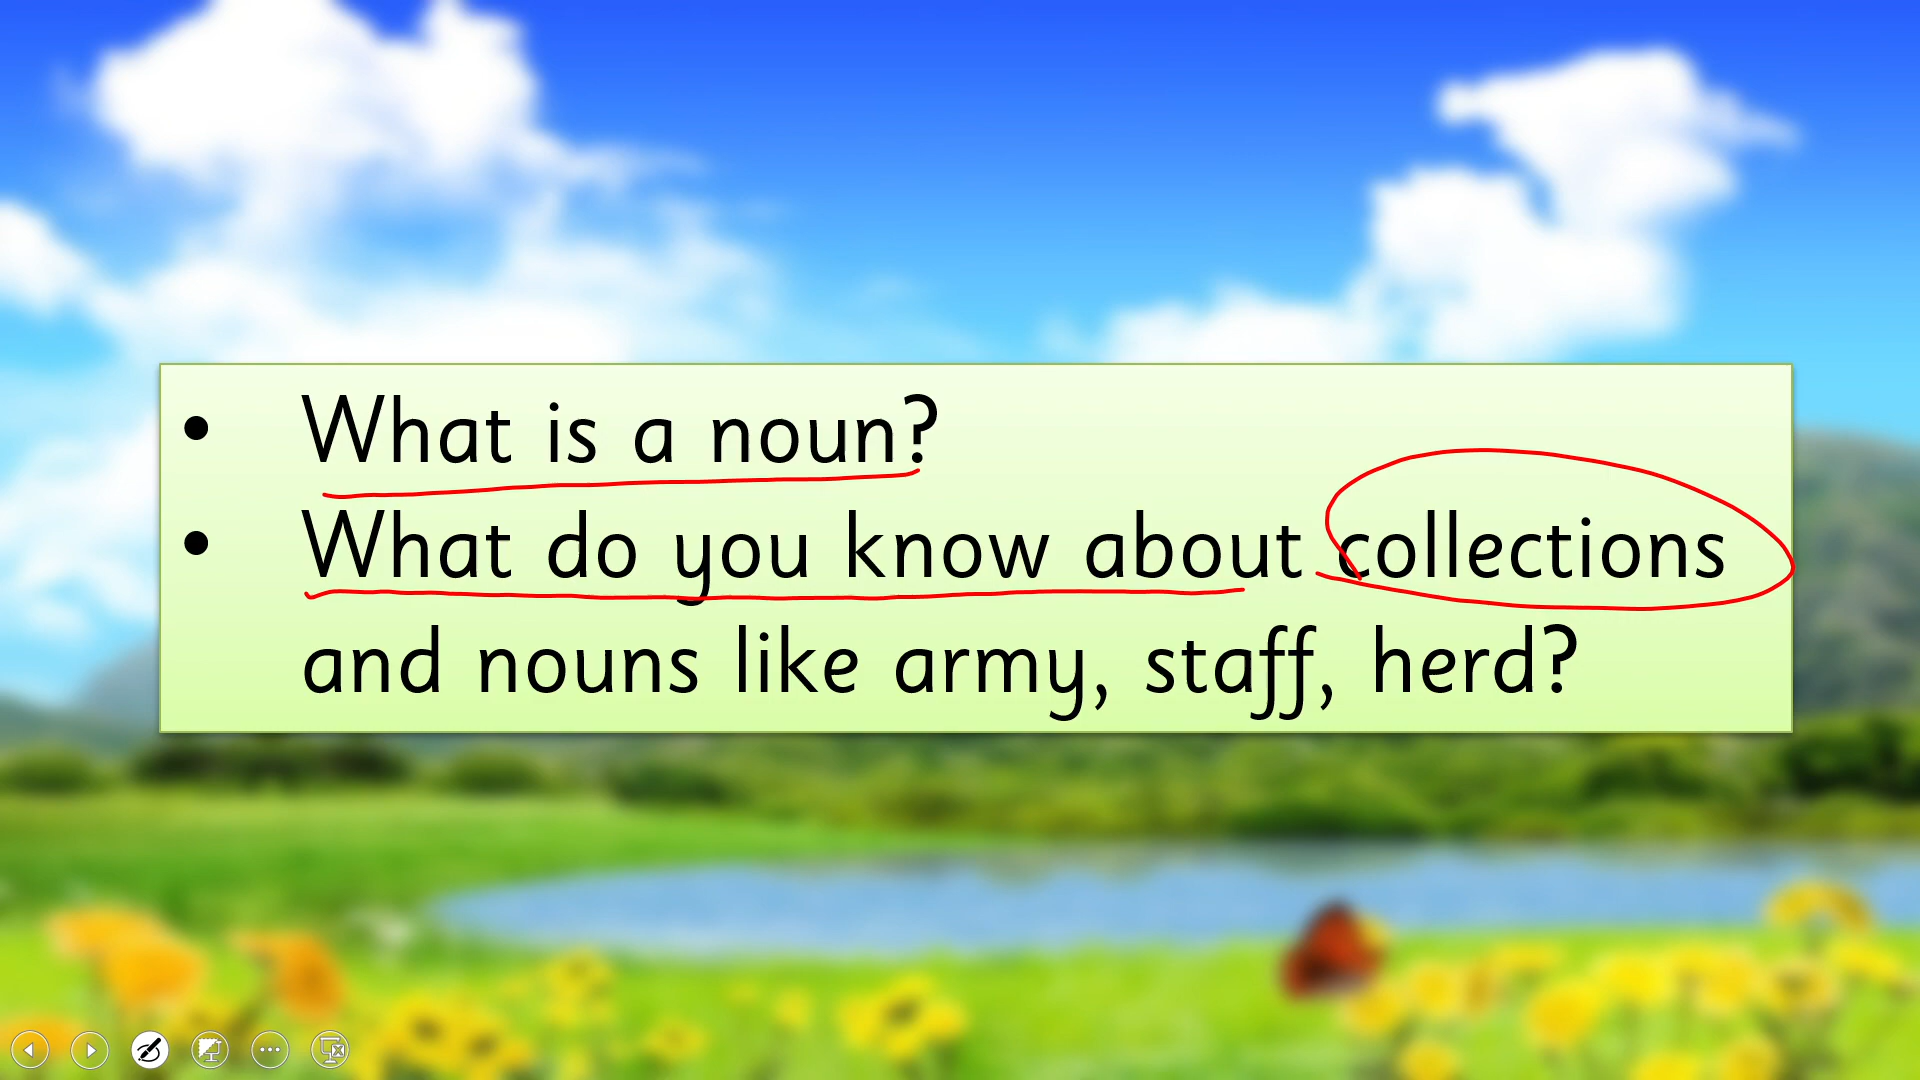 • What is a noun?
• What do you know about collections
and nouns like army, staff, herd?